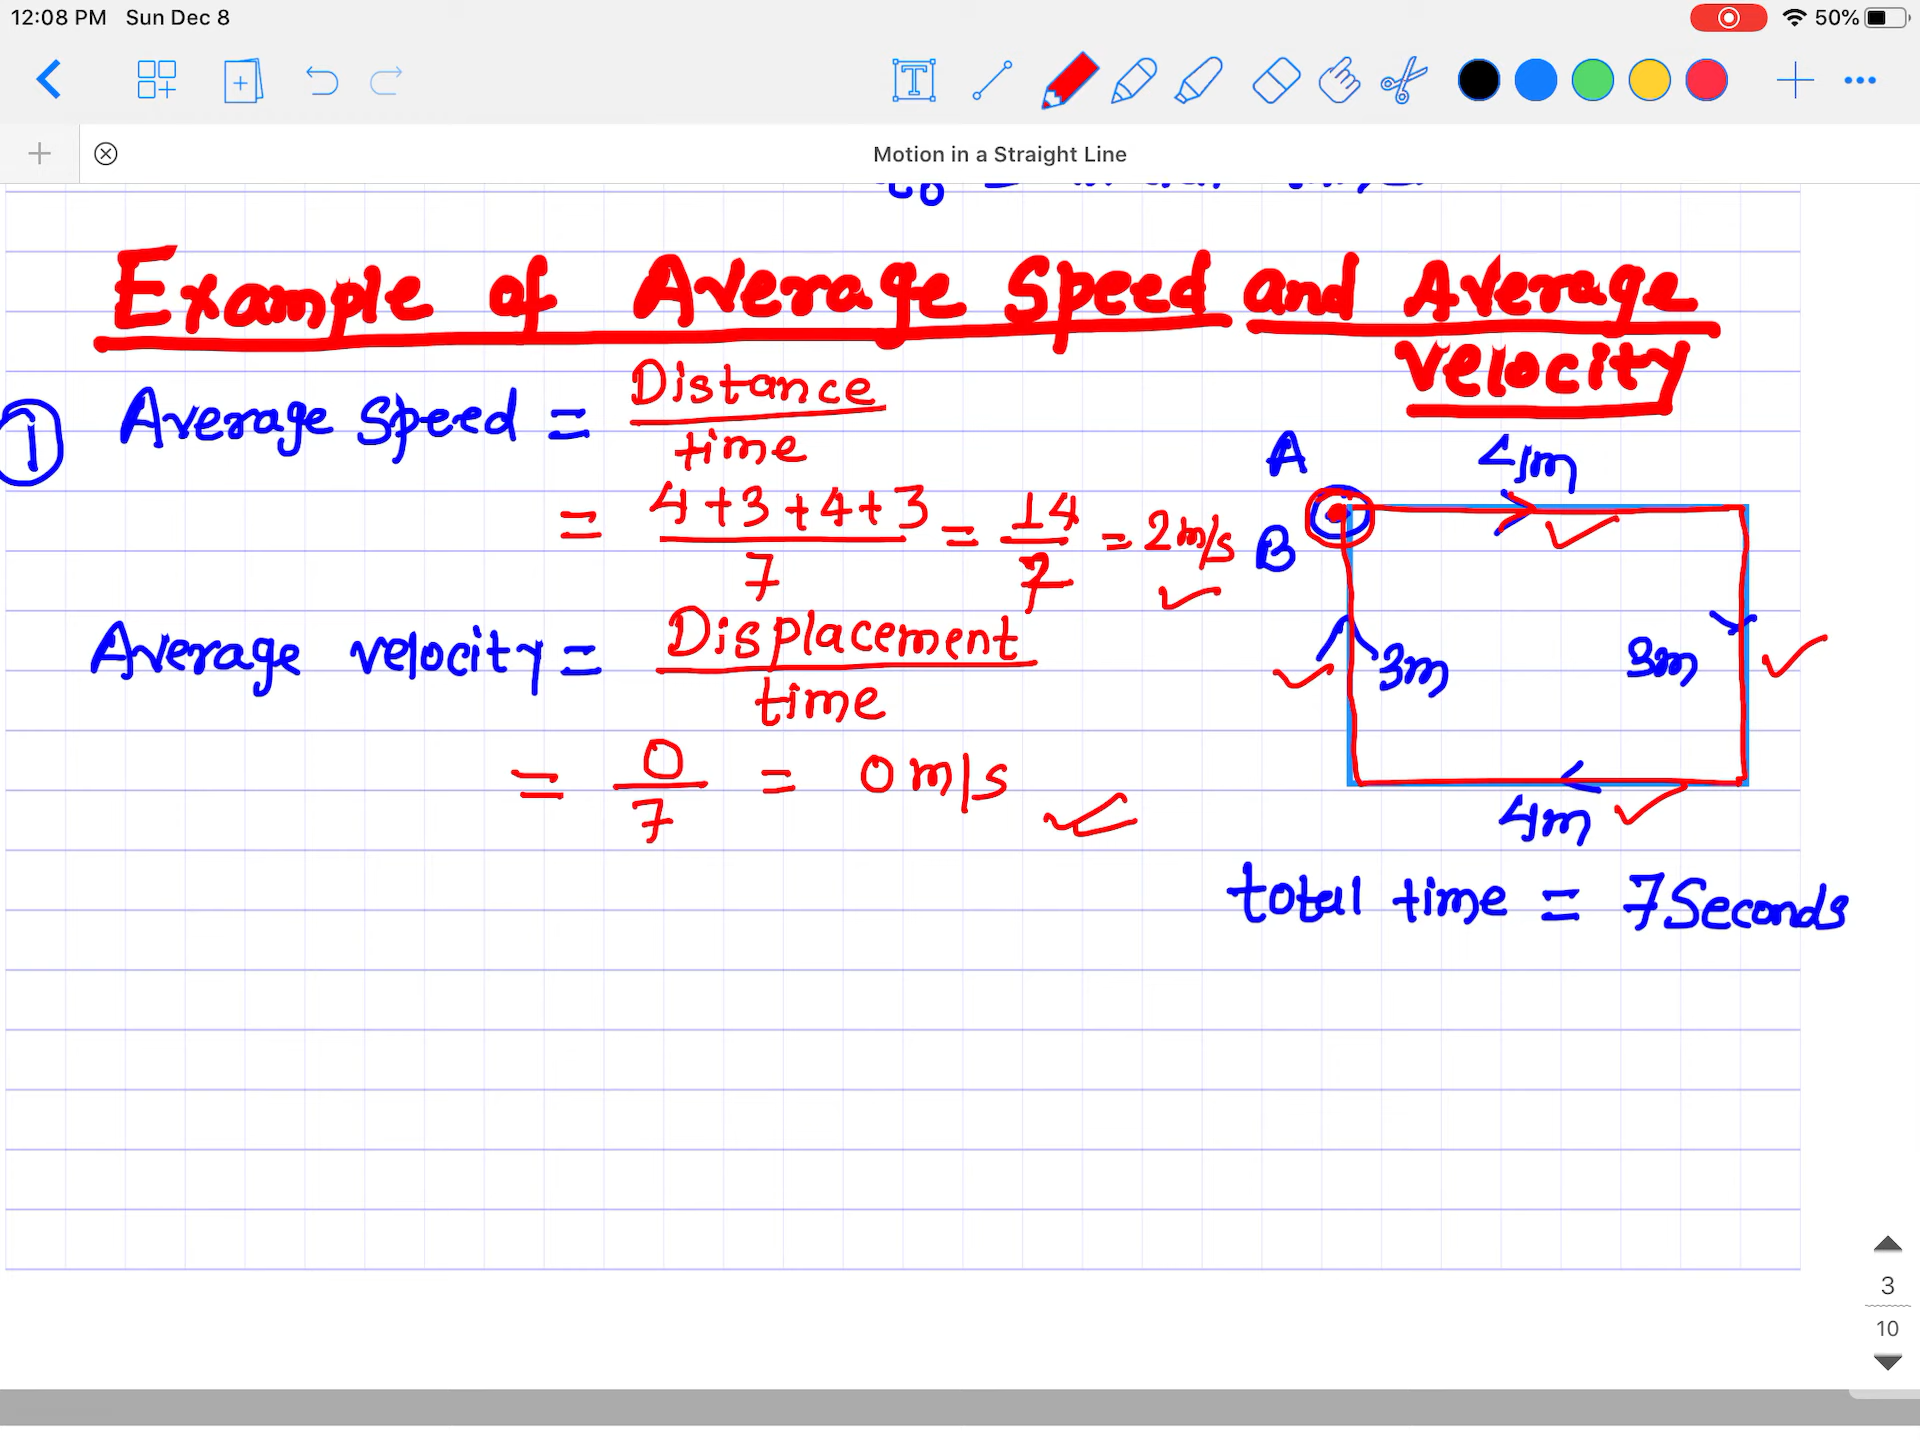 12:08 PM Sun Dec 8 50%
Motion in a Straight Line
Example of Average Speed and Average
velocity
① Average speed = Distance / time
= 4+3+4+3 / 7 = 14 / 7 = 2m/s
Average velocity = Displacement / time
= 0 / 7 = 0 m/s
A
B
4m
3m
3m
4m
total time = 7 Seconds
3
10